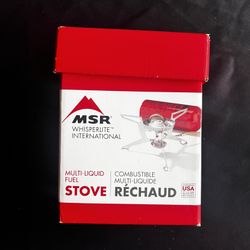 MSR
WHISPERLITE™
INTERNATIONAL
MULTI-LIQUID
FUEL
STOVE
COMBUSTIBLE
MULTI-LIQUIDE
RÉCHAUD
USA